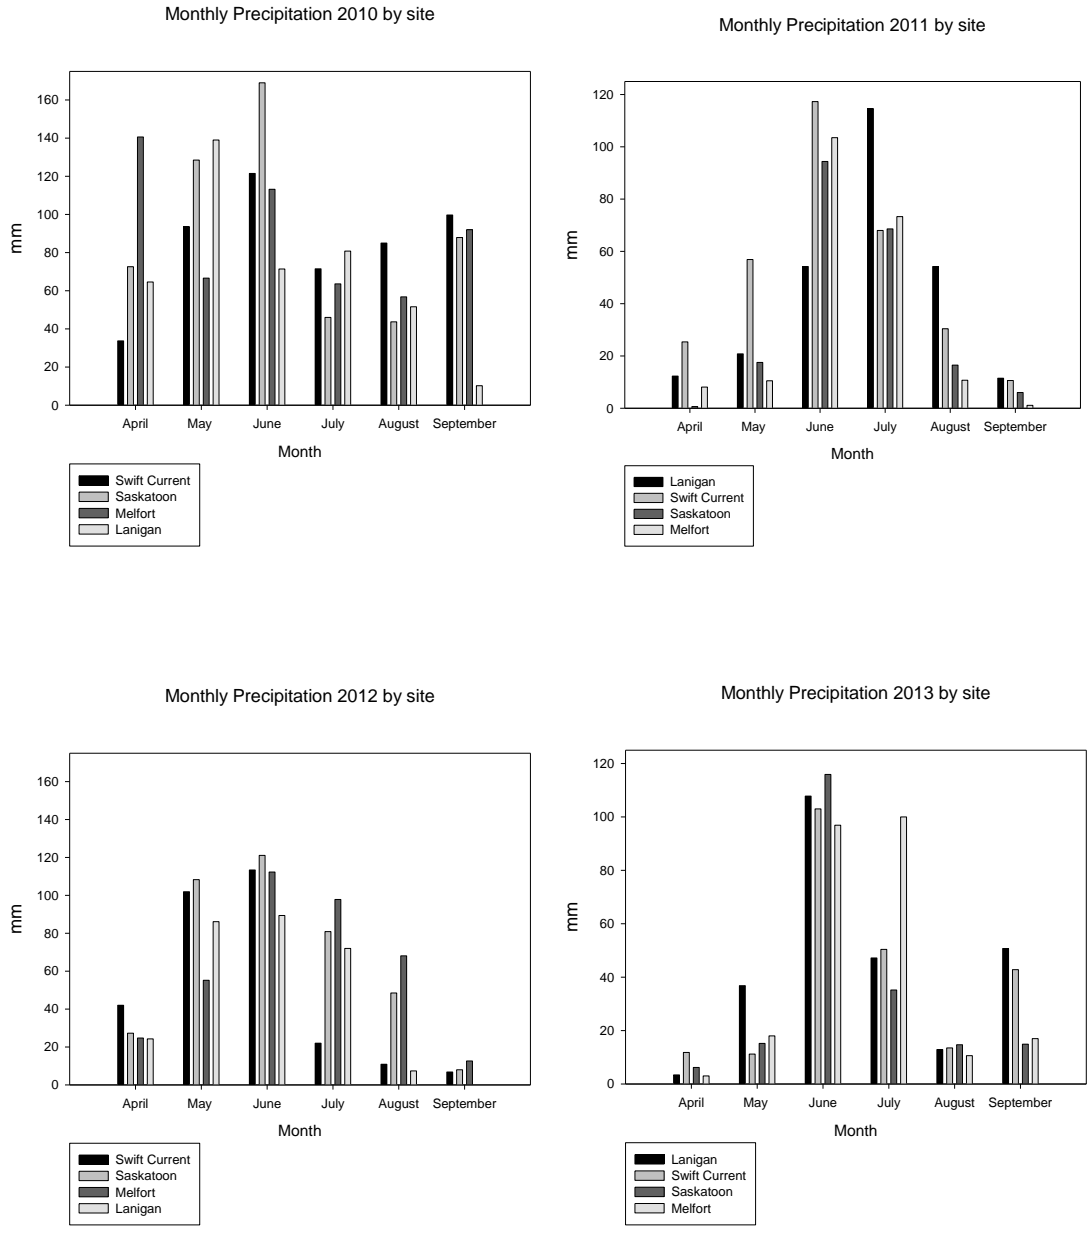 Monthly Precipitation 2010 by site
mm
160
140
120
100
80
60
40
20
0
April May June July August September
Month
Swift Current
Saskatoon
Melfort
Lanigan
Monthly Precipitation 2011 by site
mm
120
100
80
60
40
20
0
April May June July August September
Month
Lanigan
Swift Current
Saskatoon
Melfort
Monthly Precipitation 2012 by site
mm
160
140
120
100
80
60
40
20
0
April May June July August September
Month
Swift Current
Saskatoon
Melfort
Lanigan
Monthly Precipitation 2013 by site
mm
120
100
80
60
40
20
0
April May June July August September
Month
Lanigan
Swift Current
Saskatoon
Melfort